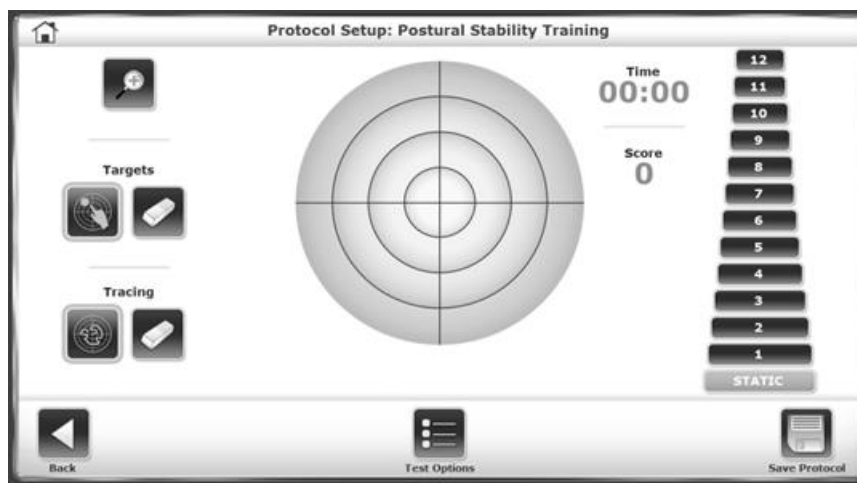 Protocol Setup: Postural Stability Training
Targets
Tracing
Time
00:00
Score
0
12
11
10
9
8
7
6
5
4
3
2
1
STATIC
Back
Test Options
Save Protocol